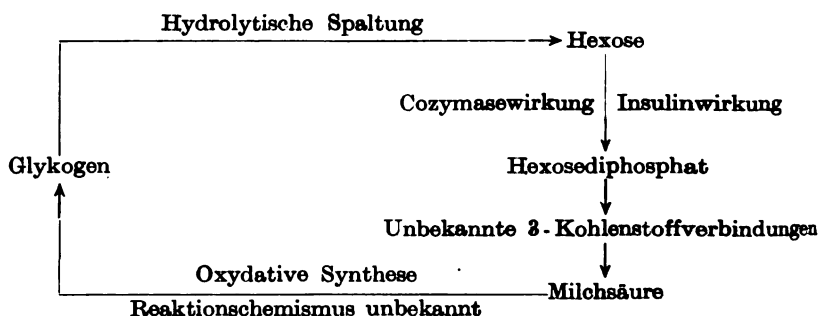 Hydrolytische Spaltung
Hexose
Cozymasewirkung Insulinwirkung
Glykogen
Hexosediphosphat
Unbekannte 3-Kohlenstoffverbindungen
Oxydative Synthese
Milchsäure
Reaktionschemismus unbekannt